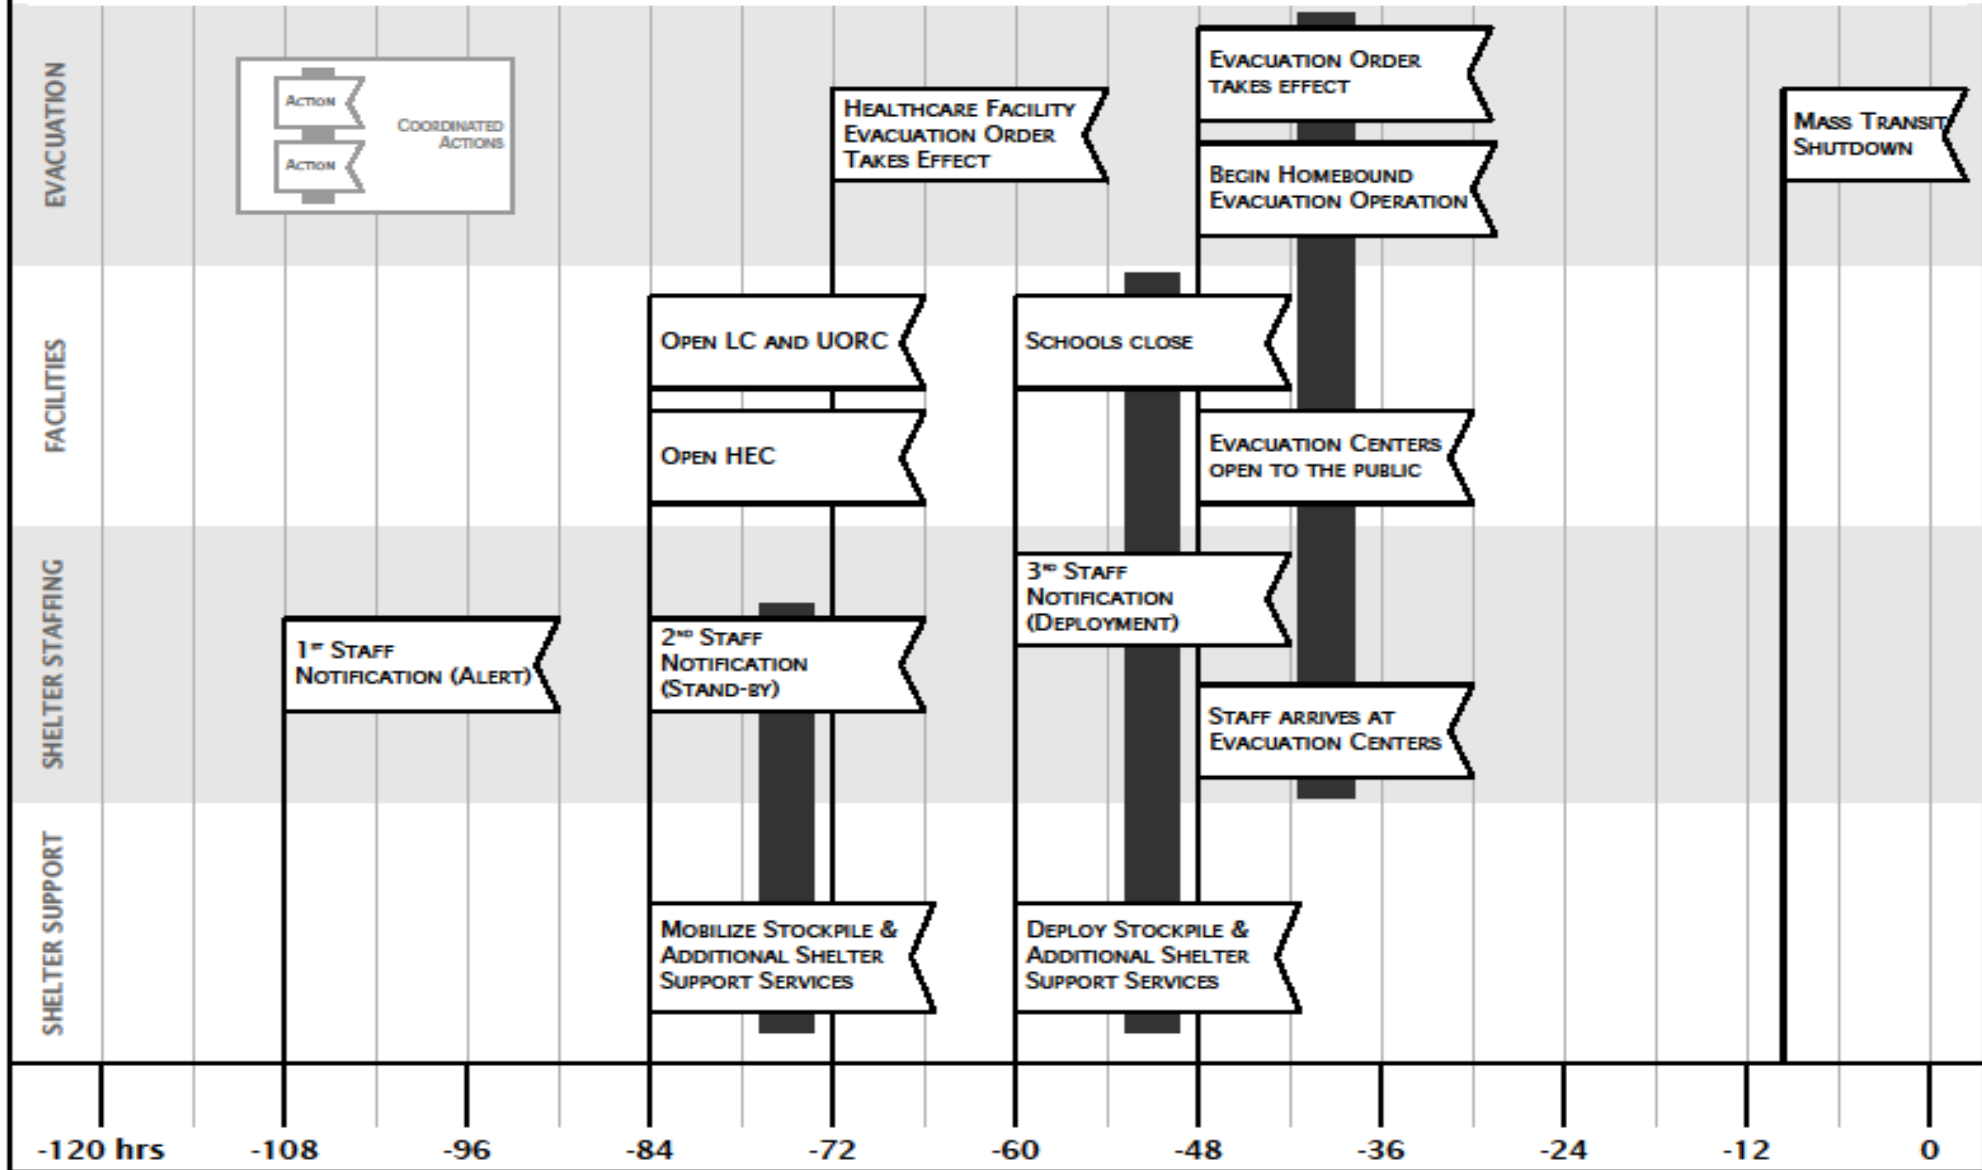 EVACUATION
ACTION
ACTION
COORDINATED
ACTIONS
HEALTHCARE FACILITY
EVACUATION ORDER
TAKES EFFECT
EVACUATION ORDER
TAKES EFFECT
BEGIN HOMEBOUND
EVACUATION OPERATION
MASS TRANSIT
SHUTDOWN
FACILITIES
OPEN LC AND UORC
OPEN HEC
SCHOOLS CLOSE
EVACUATION CENTERS
OPEN TO THE PUBLIC
SHELTER STAFFING
1ST STAFF
NOTIFICATION (ALERT)
2ND STAFF
NOTIFICATION
(STAND-BY)
3RD STAFF
NOTIFICATION
(DEPLOYMENT)
STAFF ARRIVES AT
EVACUATION CENTERS
SHELTER SUPPORT
MOBILIZE STOCKPILE &
ADDITIONAL SHELTER
SUPPORT SERVICES
DEPLOY STOCKPILE &
ADDITIONAL SHELTER
SUPPORT SERVICES
-120 hrs -108 -96 -84 -72 -60 -48 -36 -24 -12 0